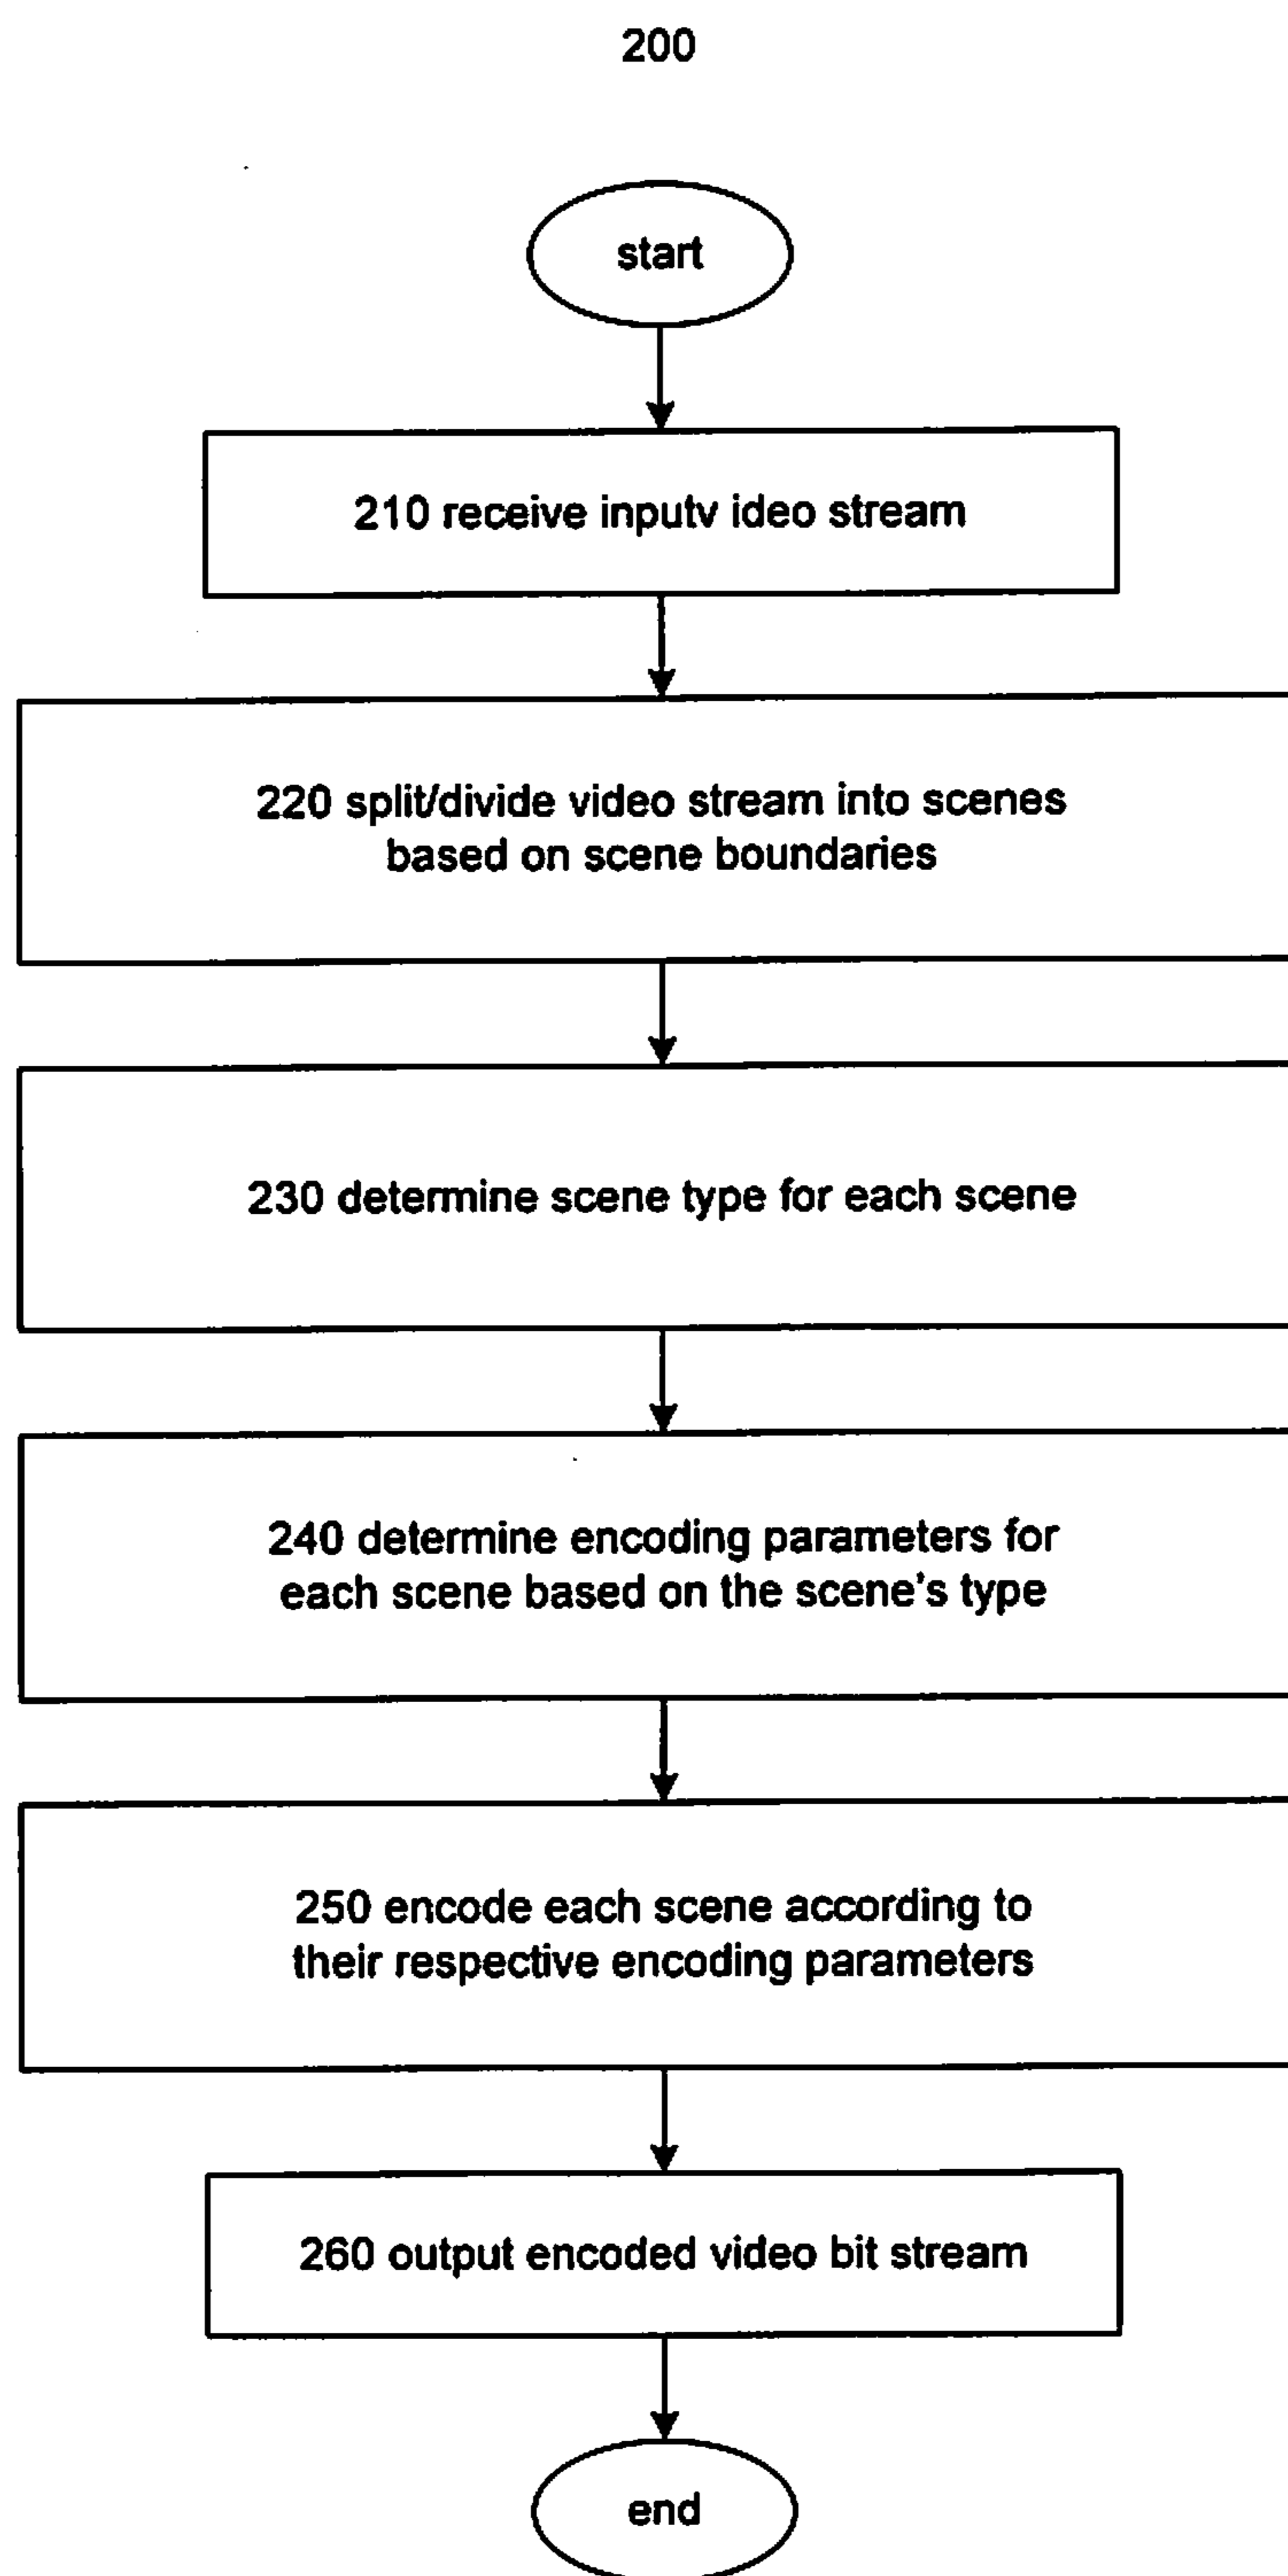 200
start
210 receive inputv ideo stream
220 split/divide video stream into scenes
based on scene boundaries
230 determine scene type for each scene
240 determine encoding parameters for
each scene based on the scene's type
250 encode each scene according to
their respective encoding parameters
260 output encoded video bit stream
end